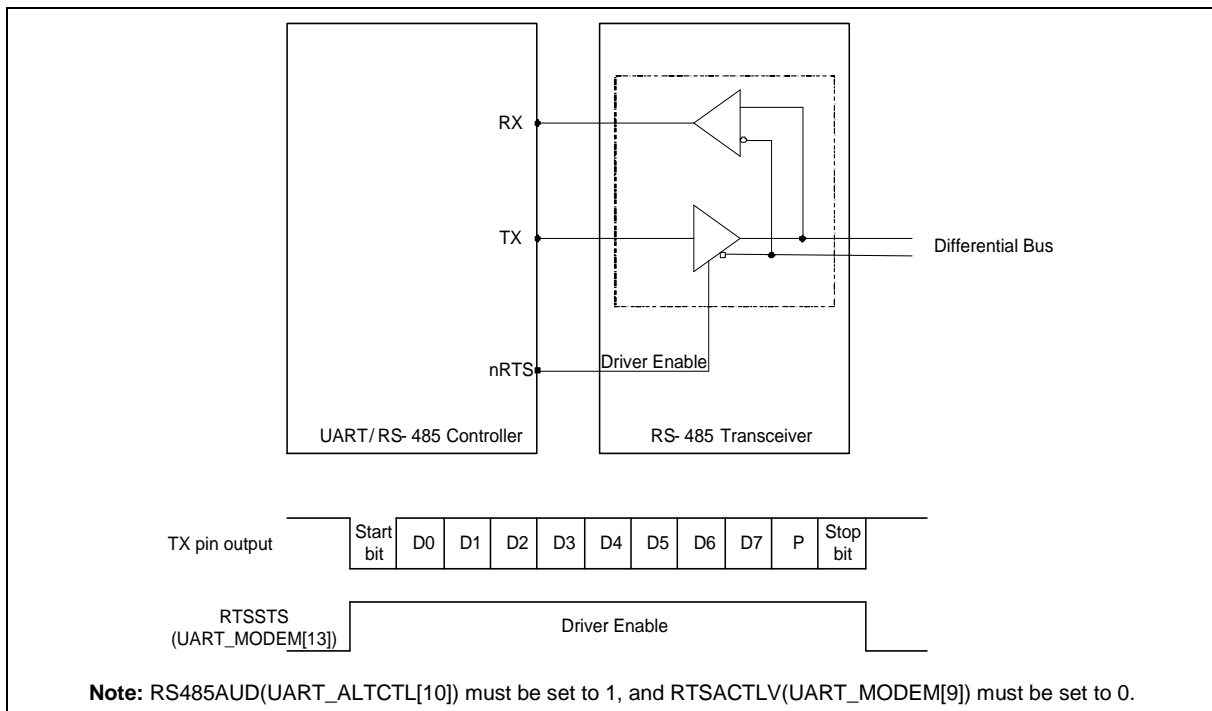 RX
TX
Differential Bus
nRTS
Driver Enable
UART/RS-485 Controller
RS-485 Transceiver
TX pin output
Start bit
D0
D1
D2
D3
D4
D5
D6
D7
P
Stop bit
RTSSTS
(UART_MODEM[13])
Driver Enable
Note: RS485AUD(UART_ALTCTL[10]) must be set to 1, and RTSACTLV(UART_MODEM[9]) must be set to 0.